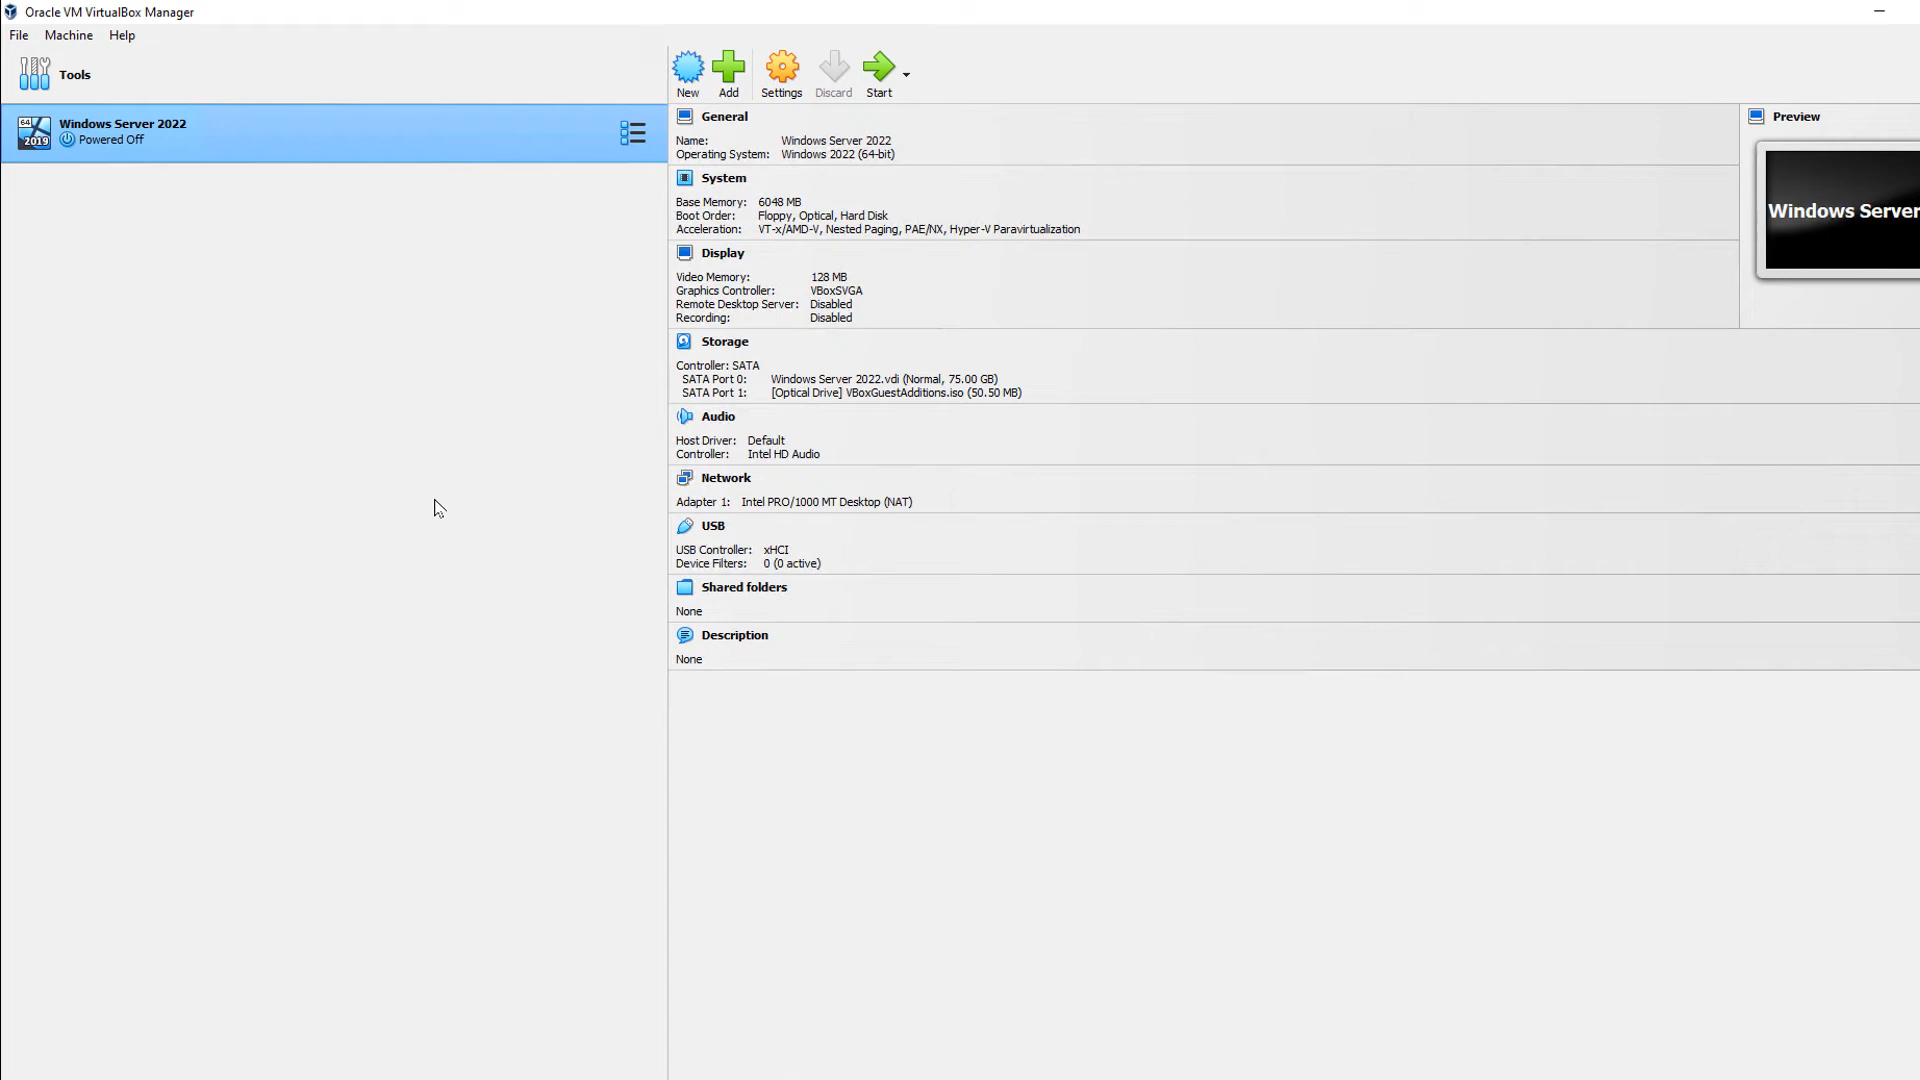 Oracle VM VirtualBox Manager
File Machine Help
Tools
64
2019
Windows Server 2022
Powered Off
New Add Settings Discard Start
General
Name: Windows Server 2022
Operating System: Windows 2022 (64-bit)
Preview
Windows Server
System
Base Memory: 6048 MB
Boot Order: Floppy, Optical, Hard Disk
Acceleration: VT-x/AMD-V, Nested Paging, PAE/NX, Hyper-V Paravirtualization
Display
Video Memory: 128 MB
Graphics Controller: VBoxSVGA
Remote Desktop Server: Disabled
Recording: Disabled
Storage
Controller: SATA
SATA Port 0: Windows Server 2022.vdi (Normal, 75.00 GB)
SATA Port 1: [Optical Drive] VBoxGuestAdditions.iso (50.50 MB)
Audio
Host Driver: Default
Controller: Intel HD Audio
Network
Adapter 1: Intel PRO/1000 MT Desktop (NAT)
USB
USB Controller: xHCI
Device Filters: 0 (0 active)
Shared folders
None
Description
None